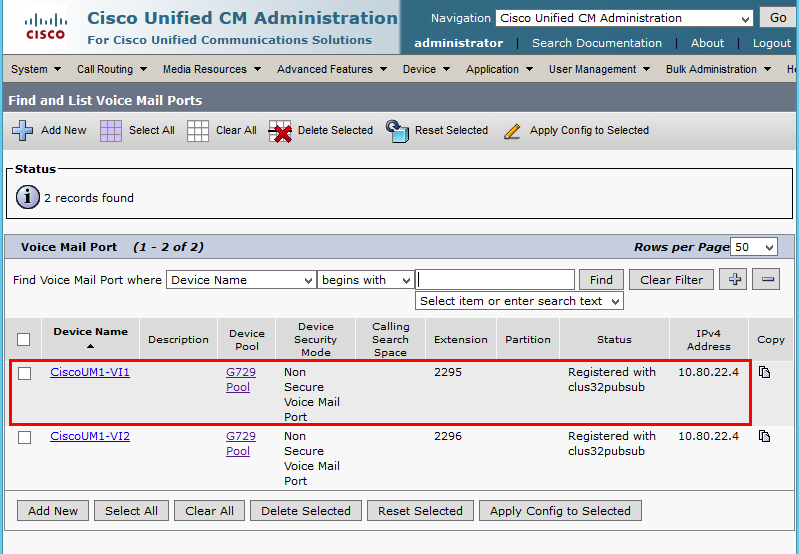 Cisco Unified CM Administration
Navigation Cisco Unified CM Administration Go
CISCO For Cisco Unified Communications Solutions
administrator | Search Documentation | About | Logout
System Call Routing Media Resources Advanced Features Device Application User Management Bulk Administration He
Find and List Voice Mail Ports
Add New Select All Clear All Delete Selected Reset Selected Apply Config to Selected
Status
i 2 records found
Voice Mail Port (1 - 2 of 2) Rows per Page 50
Find Voice Mail Port where Device Name begins with Find Clear Filter
Select item or enter search text
Device Name Description Device Pool Device Security Mode Calling Search Space Extension Partition Status IPv4 Address Copy
CiscoUM1-VI1 G729 Pool Non Secure Voice Mail Port 2295 Registered with clus32pubsub 10.80.22.4
CiscoUM1-VI2 G729 Pool Non Secure Voice Mail Port 2296 Registered with clus32pubsub 10.80.22.4
Add New Select All Clear All Delete Selected Reset Selected Apply Config to Selected